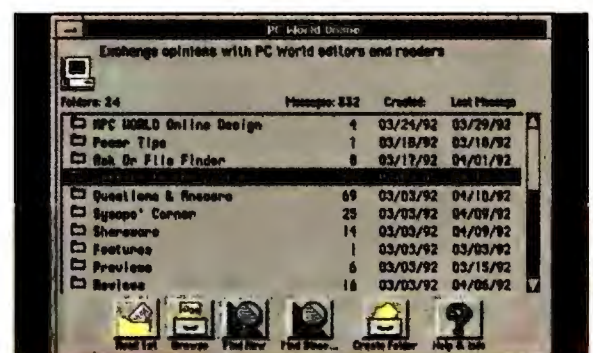 PC World Online
Exchange opinions with PC World editors and readers
Folders: 24 Messages: 832 Created: Last Message
PC WORLD Online Design 4 03/24/92 03/29/92
Tips 1 03/18/92 03/18/92
Ask Dr File Finder 8 03/17/92 04/01/92
Questions & Answers 69 03/03/92 04/10/92
Sysops' Corner 25 03/03/92 04/09/92
Shareware 14 03/03/92 04/09/92
Features 1 03/03/92 03/03/92
Previews 6 03/03/92 03/15/92
Reviews 16 03/03/92 04/06/92
Read 1st Browse Find New Find Since... Create Folder Help & Info